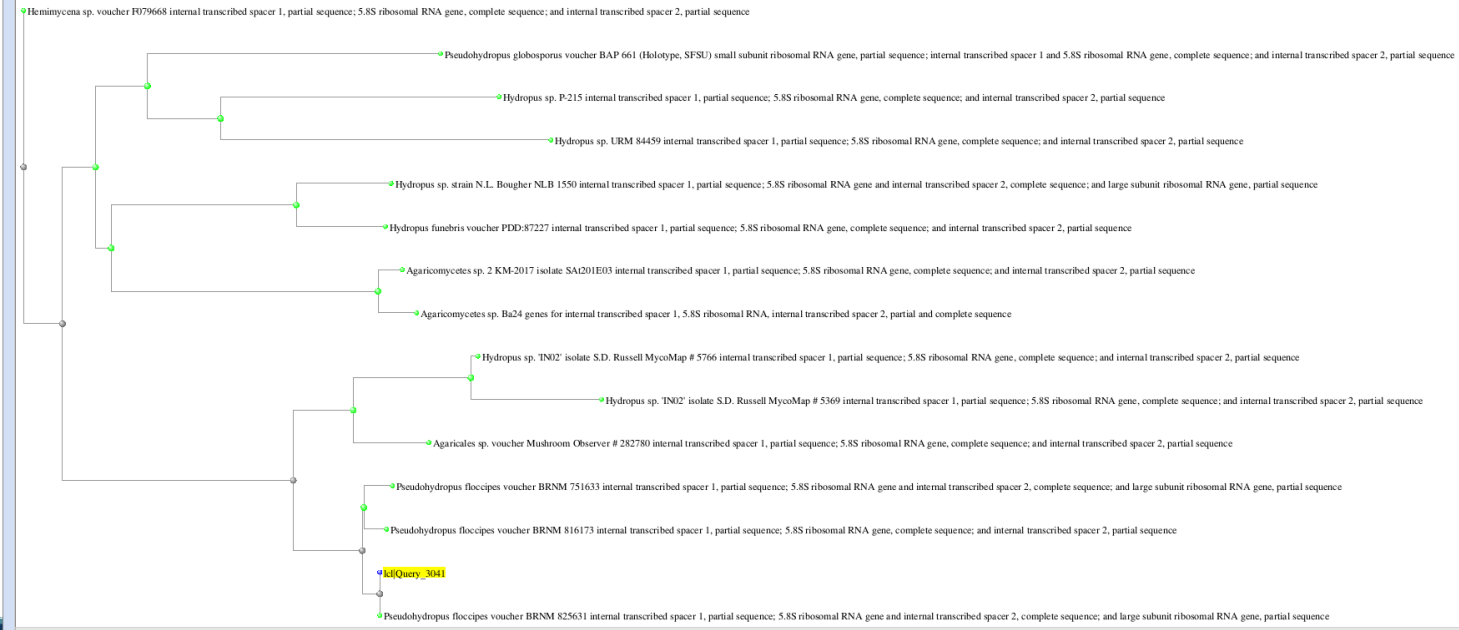 Hemimycena sp. voucher F079668 internal transcribed spacer 1, partial sequence; 5.8S ribosomal RNA gene, complete sequence; and internal transcribed spacer 2, partial sequence
Pseudohydropus globosporus voucher BAP 661 (Holotype, SFSU) small subunit ribosomal RNA gene, partial sequence; internal transcribed spacer 1 and 5.8S ribosomal RNA gene, complete sequence; and internal transcribed spacer 2, partial sequence
Hydropus sp. P-215 internal transcribed spacer 1, partial sequence; 5.8S ribosomal RNA gene, complete sequence; and internal transcribed spacer 2, partial sequence
Hydropus sp. URM 84459 internal transcribed spacer 1, partial sequence; 5.8S ribosomal RNA gene, complete sequence; and internal transcribed spacer 2, partial sequence
Hydropus sp. strain N.L. Bougher NLB 1550 internal transcribed spacer 1, partial sequence; 5.8S ribosomal RNA gene and internal transcribed spacer 2, complete sequence; and large subunit ribosomal RNA gene, partial sequence
Hydropus funebris voucher PDD:87227 internal transcribed spacer 1, partial sequence; 5.8S ribosomal RNA gene, complete sequence; and internal transcribed spacer 2, partial sequence
Agaricomycetes sp. 2 KM-2017 isolate SAt201E03 internal transcribed spacer 1, partial sequence; 5.8S ribosomal RNA gene, complete sequence; and internal transcribed spacer 2, partial sequence
Agaricomycetes sp. Ba24 genes for internal transcribed spacer 1, 5.8S ribosomal RNA, internal transcribed spacer 2, partial and complete sequence
Hydropus sp. 'IN02' isolate S.D. Russell MycoMap # 5766 internal transcribed spacer 1, partial sequence; 5.8S ribosomal RNA gene, complete sequence; and internal transcribed spacer 2, partial sequence
Hydropus sp. 'IN02' isolate S.D. Russell MycoMap # 5369 internal transcribed spacer 1, partial sequence; 5.8S ribosomal RNA gene, complete sequence; and internal transcribed spacer 2, partial sequence
Agaricales sp. voucher Mushroom Observer # 282780 internal transcribed spacer 1, partial sequence; 5.8S ribosomal RNA gene, complete sequence; and internal transcribed spacer 2, partial sequence
Pseudohydropus floccipes voucher BRNM 751633 internal transcribed spacer 1, partial sequence; 5.8S ribosomal RNA gene and internal transcribed spacer 2, complete sequence; and large subunit ribosomal RNA gene, partial sequence
Pseudohydropus floccipes voucher BRNM 816173 internal transcribed spacer 1, partial sequence; 5.8S ribosomal RNA gene, complete sequence; and internal transcribed spacer 2, partial sequence
lcl|Query_3041
Pseudohydropus floccipes voucher BRNM 825631 internal transcribed spacer 1, partial sequence; 5.8S ribosomal RNA gene and internal transcribed spacer 2, complete sequence; and large subunit ribosomal RNA gene, partial sequence